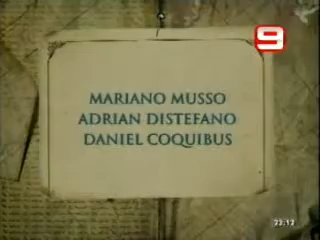 9
MARIANO MUSSO
ADRIAN DISTEFANO
DANIEL COQUIBUS
23:12